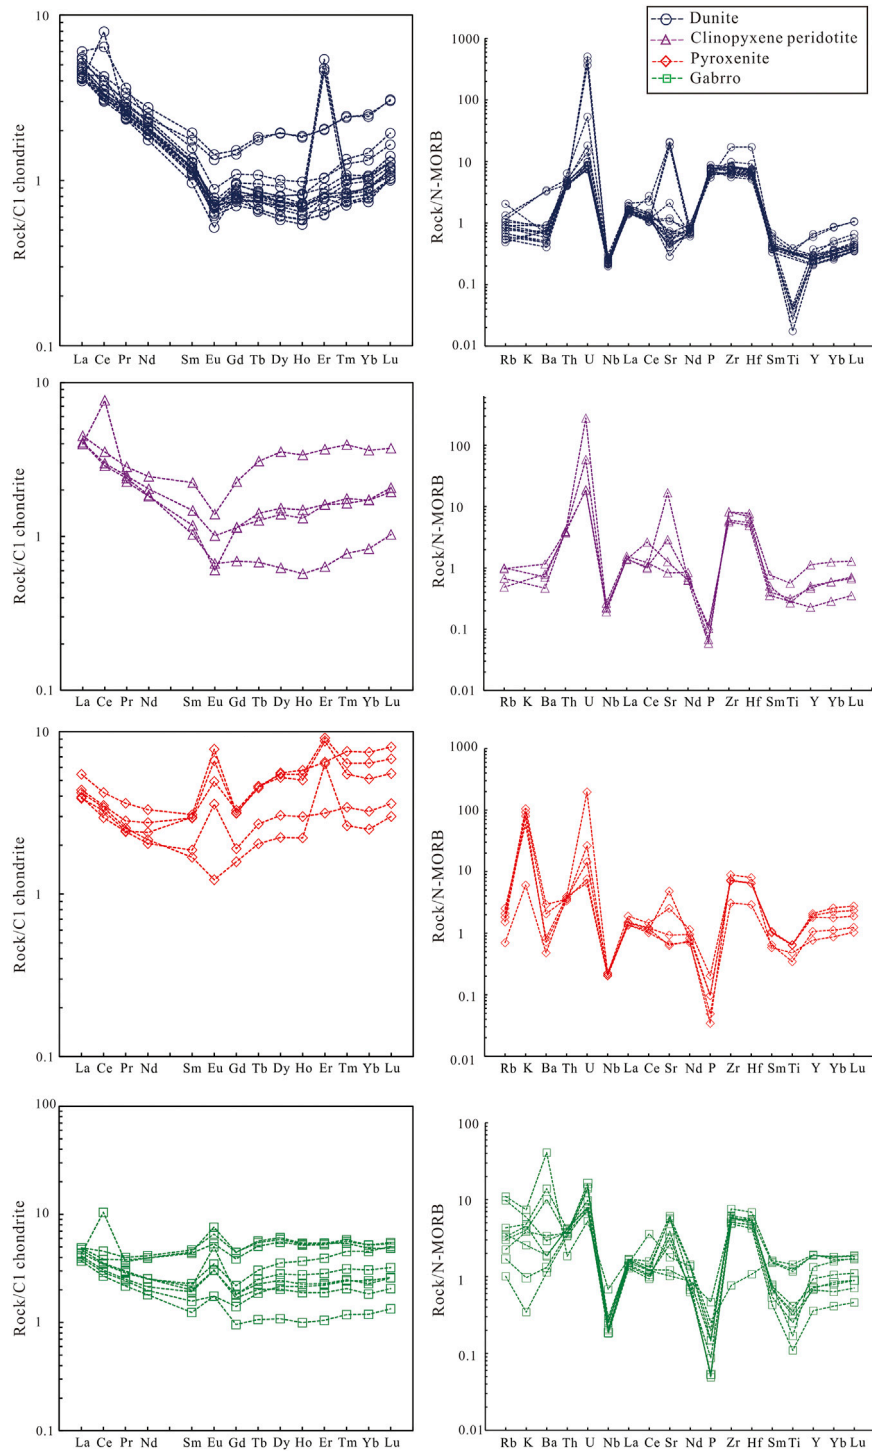 Dunite
Clinopyxene peridotite
Pyroxenite
Gabrro
10
1
0.1
Rock/C1 chondrite
La Ce Pr Nd Sm Eu Gd Tb Dy Ho Er Tm Yb Lu
1000
100
10
1
0.1
0.01
Rock/N-MORB
Rb K Ba Th U Nb La Ce Sr Nd P Zr Hf Sm Ti Y Yb Lu
10
1
0.1
Rock/C1 chondrite
La Ce Pr Nd Sm Eu Gd Tb Dy Ho Er Tm Yb Lu
100
10
1
0.1
0.01
Rock/N-MORB
Rb K Ba Th U Nb La Ce Sr Nd P Zr Hf Sm Ti Y Yb Lu
10
1
0.1
Rock/C1 chondrite
La Ce Pr Nd Sm Eu Gd Tb Dy Ho Er Tm Yb Lu
1000
100
10
1
0.1
0.01
Rock/N-MORB
Rb K Ba Th U Nb La Ce Sr Nd P Zr Hf Sm Ti Y Yb Lu
100
10
1
0.1
Rock/C1 chondrite
La Ce Pr Nd Sm Eu Gd Tb Dy Ho Er Tm Yb Lu
100
10
1
0.1
0.01
Rock/N-MORB
Rb K Ba Th U Nb La Ce Sr Nd P Zr Hf Sm Ti Y Yb Lu